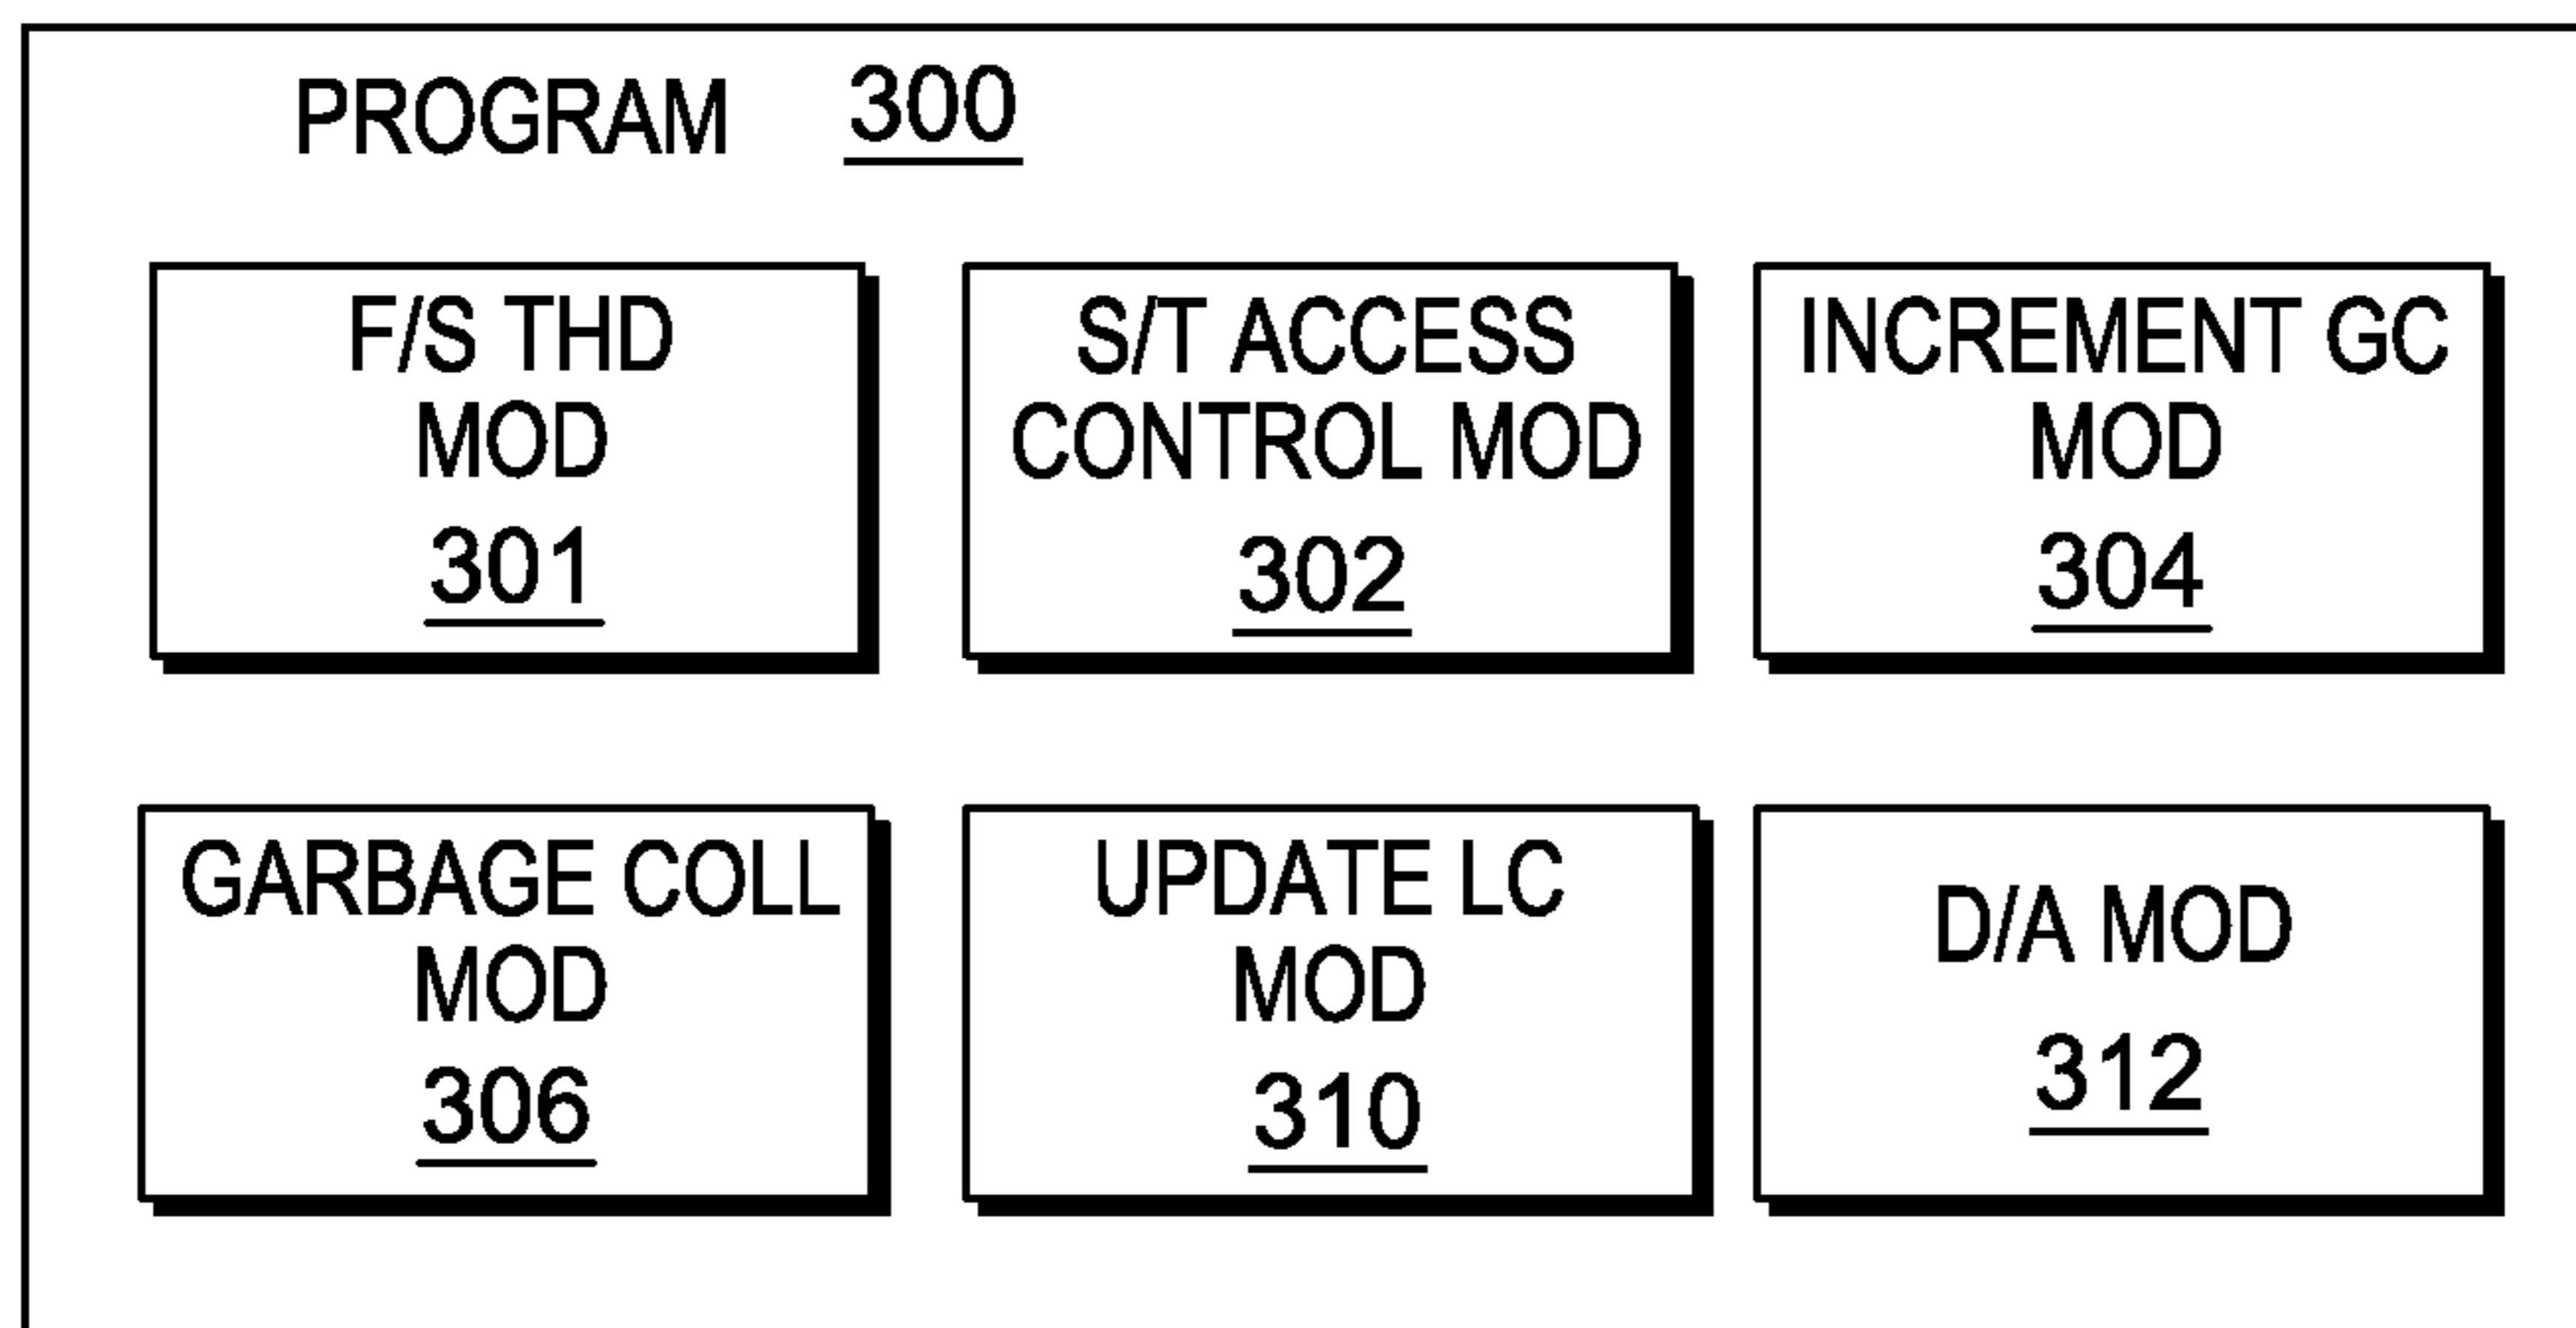 PROGRAM 300
F/S THD
MOD
301
S/T ACCESS
CONTROL MOD
302
INCREMENT GC
MOD
304
GARBAGE COLL
MOD
306
UPDATE LC
MOD
310
D/A MOD
312